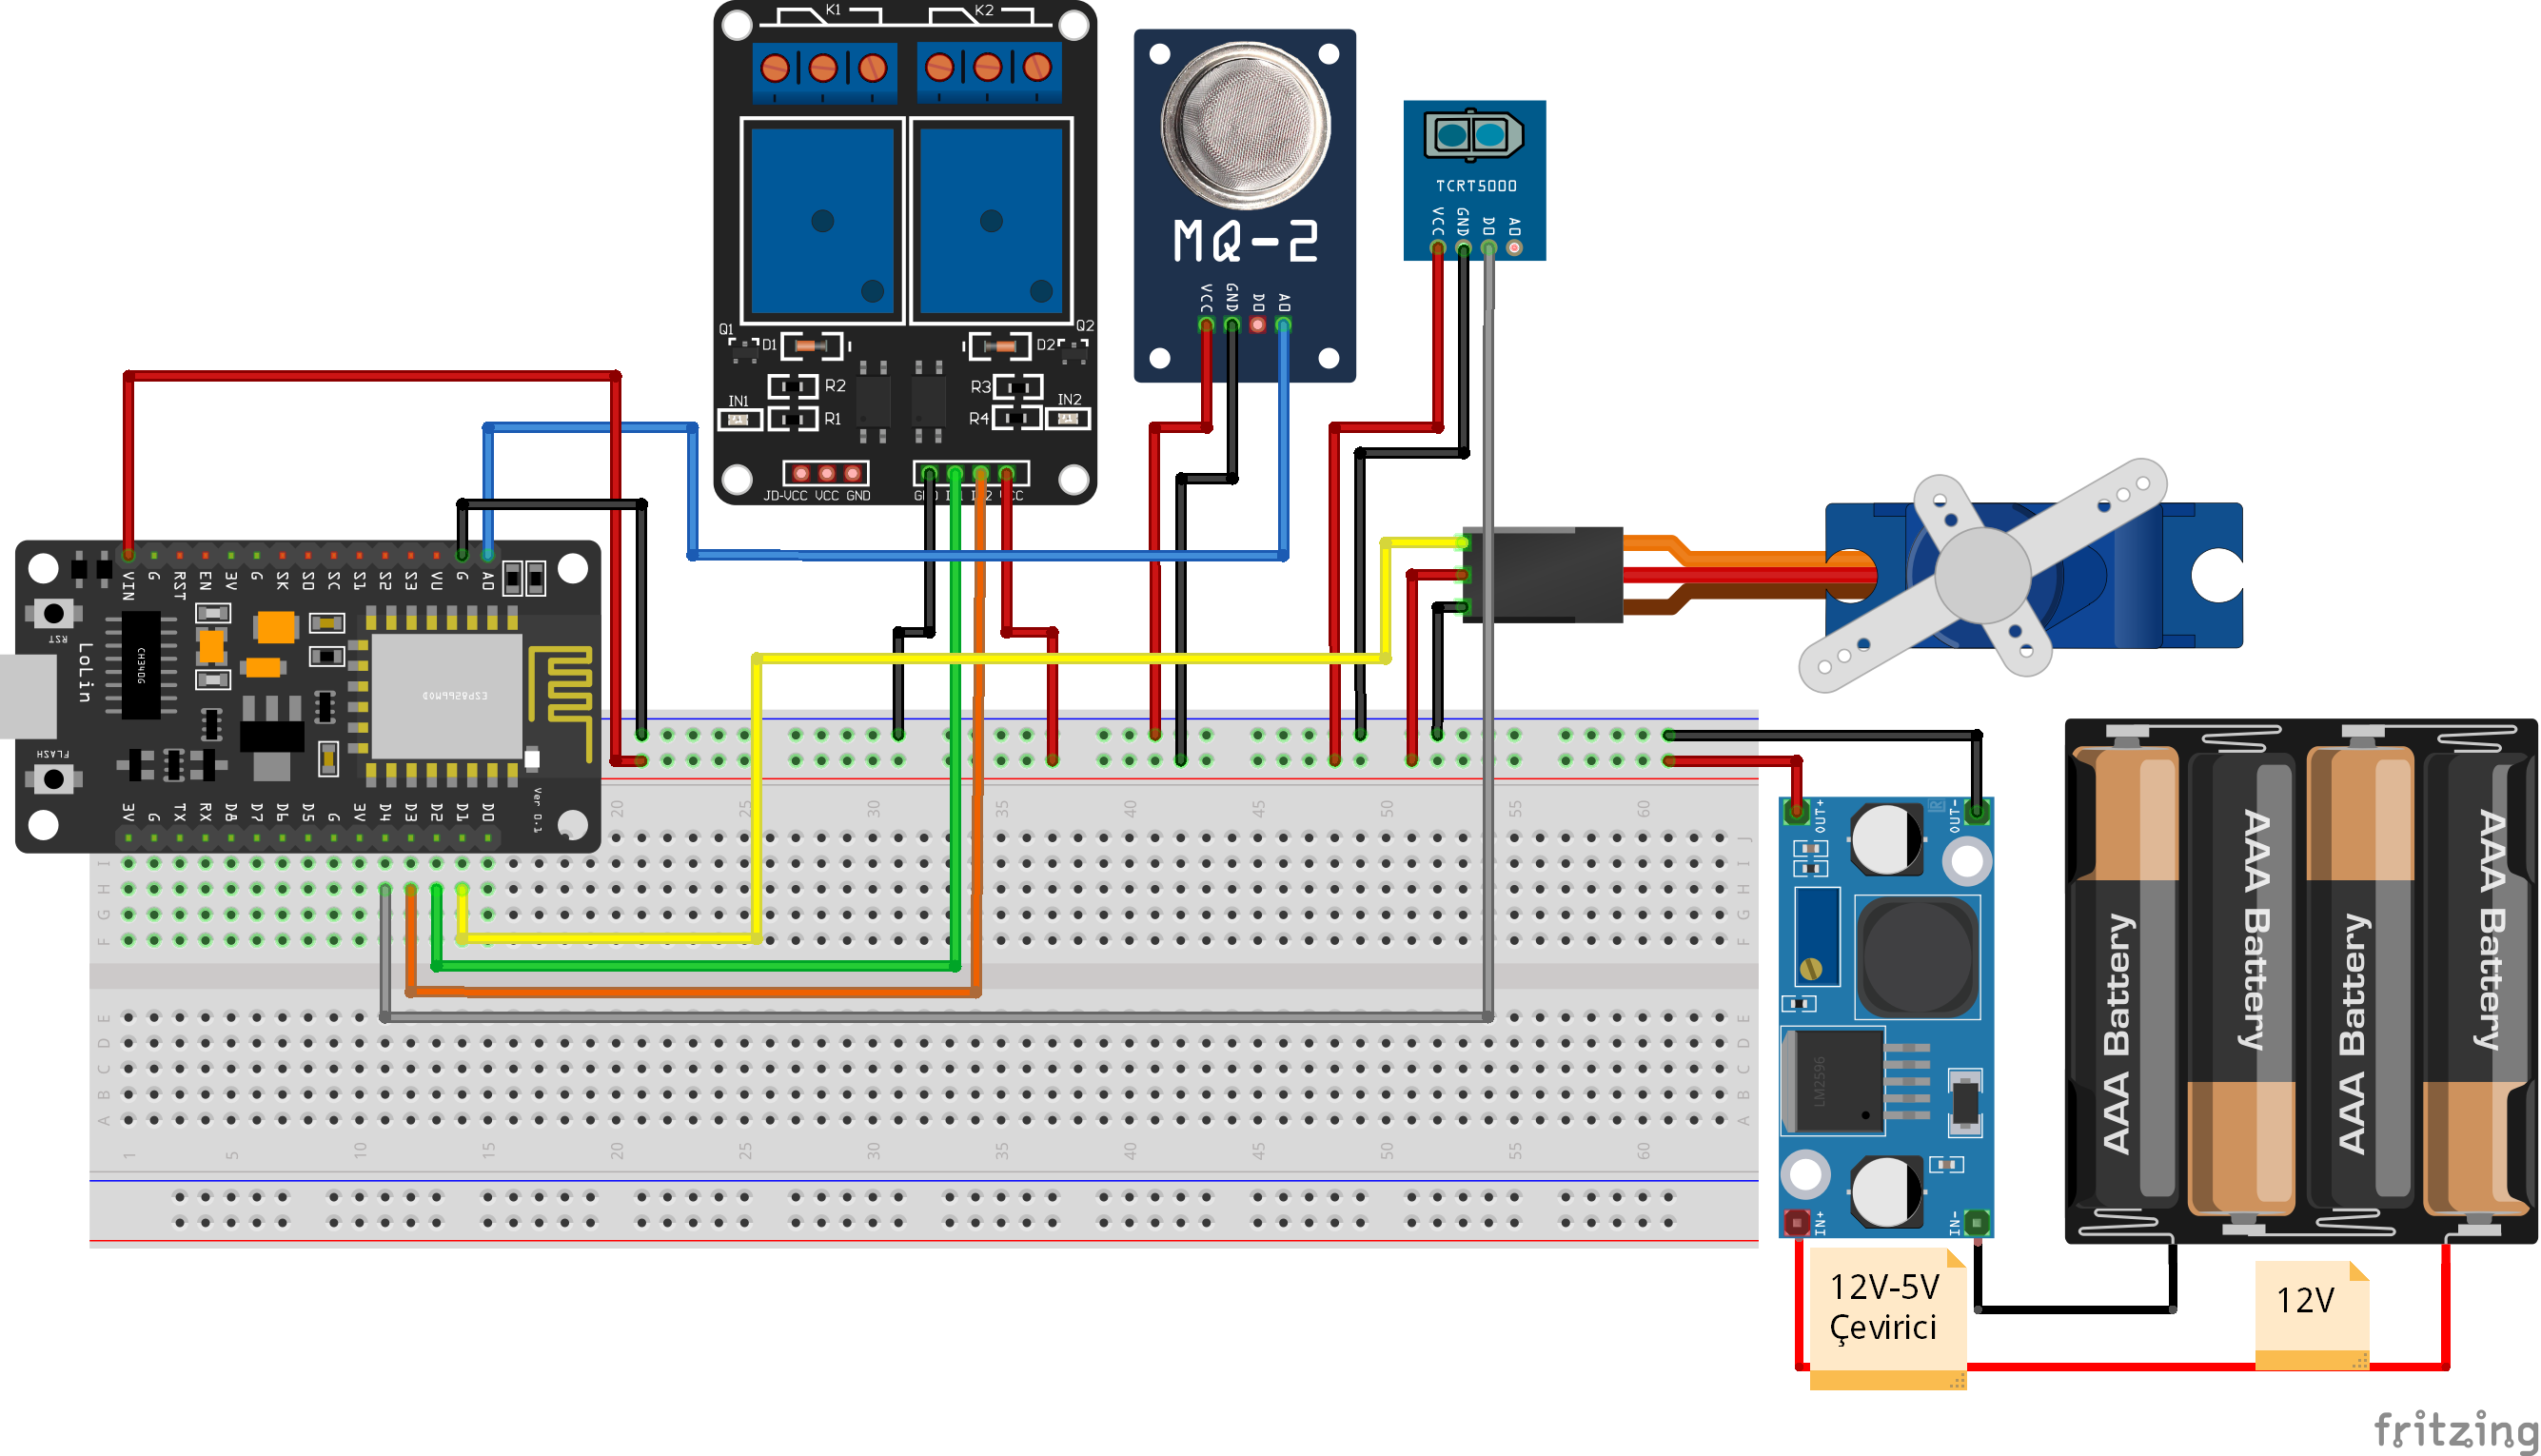 K1 K2
Q1 Q2
D1 D2
R2 R3
IN1 R1 R4 IN2
JD-VCC VCC GND
GND IN1 IN2 VCC
MQ-2
VCC GND DO AO
TCRT5000
VCC GND DO AO
VIN G RST EN 3V G SK SO SC S1 S2 S3 VU G AO
RST
LoLin
CH340G
FLASH
Ver 0.1
3V G TX RX D8 D7 D6 D5 G 3V D4 D3 D2 D1 D0
20 25 30 35 40 45 50 55 60
J
I I
H H
G G
F F
E E
D D
C C
B B
A A
1 5 10 15 20 25 30 35 40 45 50 55 60
OUT+ OUT-
LM2596
IN+ IN-
AAA Battery
AAA Battery
AAA Battery
AAA Battery
12V-5V
Çevirici
12V
fritzing